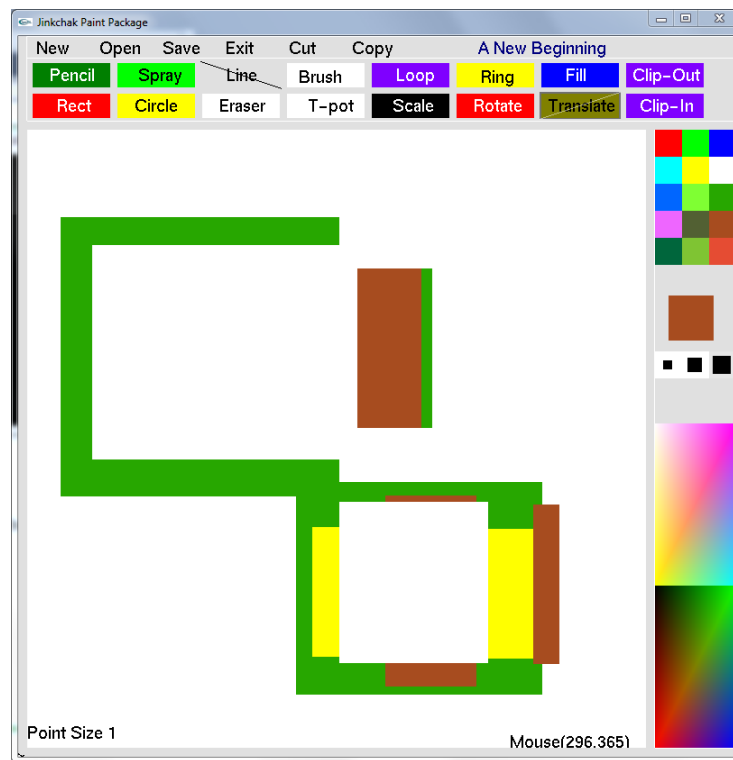 Jinkchak Paint Package
New Open Save Exit Cut Copy A New Beginning
Pencil Spray Line Brush Loop Ring Fill Clip-Out
Rect Circle Eraser T-pot Scale Rotate Translate Clip-In
Point Size 1
Mouse(296,365)